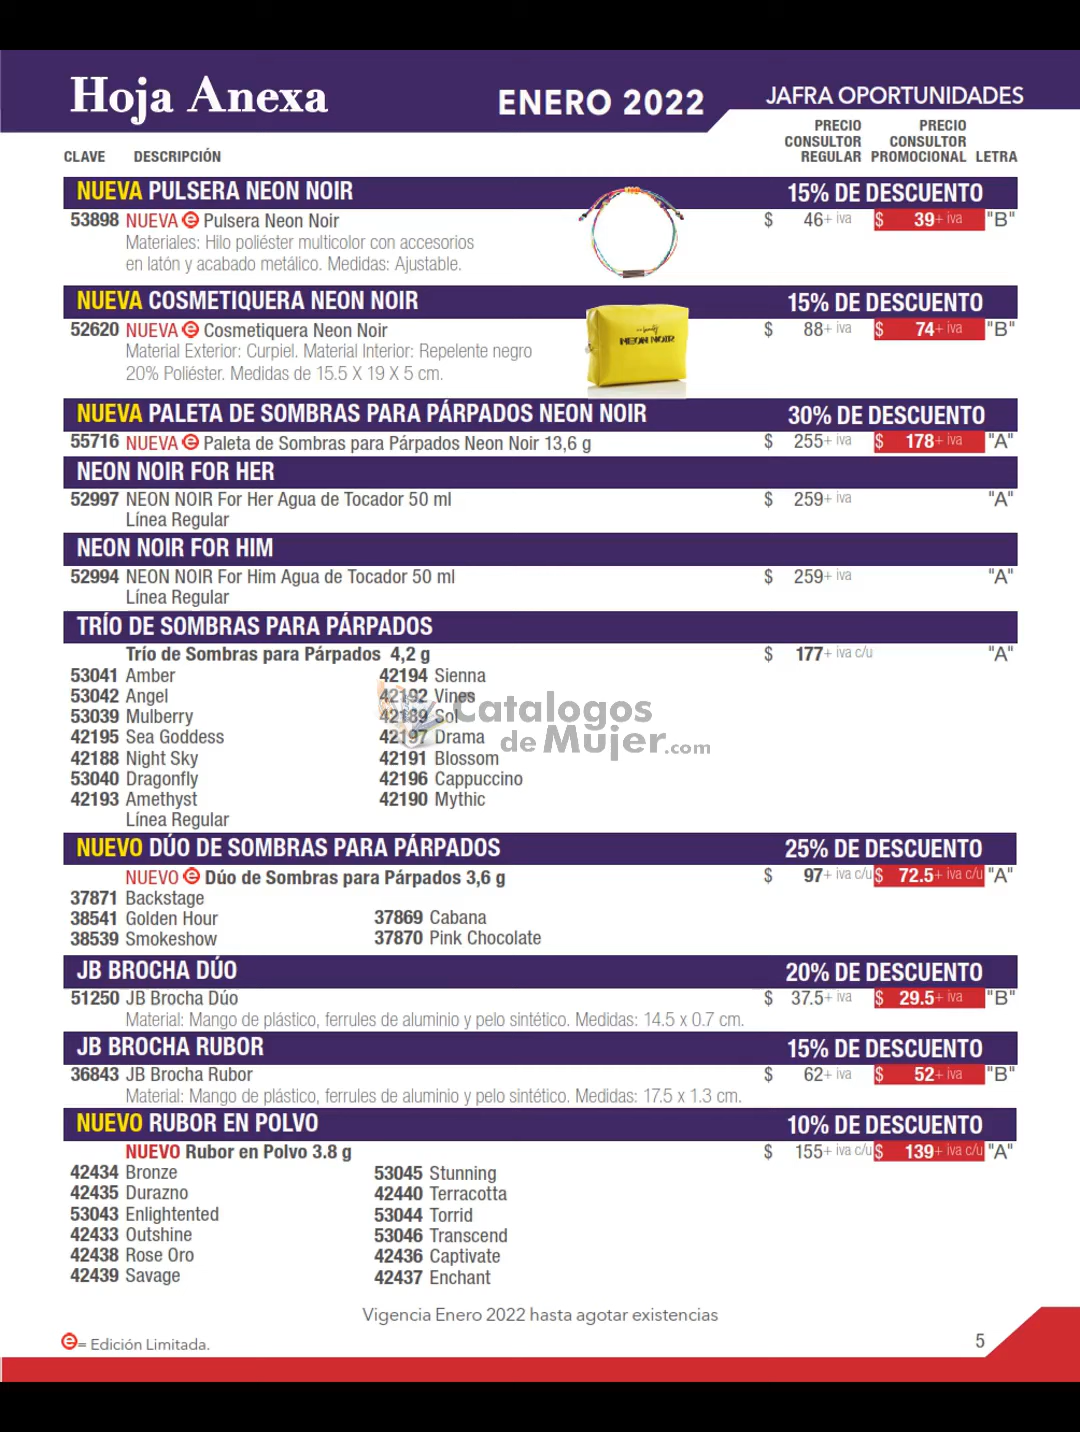 Hoja Anexa
ENERO 2022
JAFRA OPORTUNIDADES
CLAVE DESCRIPCIÓN
PRECIO CONSULTOR REGULAR
PRECIO CONSULTOR PROMOCIONAL
LETRA
NUEVA PULSERA NEON NOIR 15% DE DESCUENTO
53898 NUEVA e Pulsera Neon Noir $ 46+ iva $ 39+ iva "B"
Materiales: Hilo poliéster multicolor con accesorios
en latón y acabado metálico. Medidas: Ajustable.
NUEVA COSMETIQUERA NEON NOIR 15% DE DESCUENTO
52620 NUEVA e Cosmetiquera Neon Noir $ 88+ iva $ 74+ iva "B"
Material Exterior: Curpiel. Material Interior: Repelente negro
20% Poliéster. Medidas de 15.5 X 19 X 5 cm.
NEON NOIR
NUEVA PALETA DE SOMBRAS PARA PÁRPADOS NEON NOIR 30% DE DESCUENTO
55716 NUEVA e Paleta de Sombras para Párpados Neon Noir 13,6 g $ 255+ iva $ 178+ iva "A"
NEON NOIR FOR HER
52997 NEON NOIR For Her Agua de Tocador 50 ml $ 259+ iva "A"
Línea Regular
NEON NOIR FOR HIM
52994 NEON NOIR For Him Agua de Tocador 50 ml $ 259+ iva "A"
Línea Regular
TRÍO DE SOMBRAS PARA PÁRPADOS
Trío de Sombras para Párpados 4,2 g $ 177+ iva c/u "A"
53041 Amber 42194 Sienna
53042 Angel 42192 Vines
53039 Mulberry 42189 Sol
42195 Sea Goddess 42197 Drama
42188 Night Sky 42191 Blossom
53040 Dragonfly 42196 Cappuccino
42193 Amethyst 42190 Mythic
Línea Regular
Catalogos
de Mujer.com
NUEVO DÚO DE SOMBRAS PARA PÁRPADOS 25% DE DESCUENTO
NUEVO e Dúo de Sombras para Párpados 3,6 g $ 97+ iva c/u $ 72.5+ iva c/u "A"
37871 Backstage
38541 Golden Hour 37869 Cabana
38539 Smokeshow 37870 Pink Chocolate
JB BROCHA DÚO 20% DE DESCUENTO
51250 JB Brocha Dúo $ 37.5+ iva $ 29.5+ iva "B"
Material: Mango de plástico, ferrules de aluminio y pelo sintético. Medidas: 14.5 x 0.7 cm.
JB BROCHA RUBOR 15% DE DESCUENTO
36843 JB Brocha Rubor $ 62+ iva $ 52+ iva "B"
Material: Mango de plástico, ferrules de aluminio y pelo sintético. Medidas: 17.5 x 1.3 cm.
NUEVO RUBOR EN POLVO 10% DE DESCUENTO
NUEVO Rubor en Polvo 3.8 g $ 155+ iva c/u $ 139+ iva c/u "A"
42434 Bronze 53045 Stunning
42435 Durazno 42440 Terracotta
53043 Enlightented 53044 Torrid
42433 Outshine 53046 Transcend
42438 Rose Oro 42436 Captivate
42439 Savage 42437 Enchant
Vigencia Enero 2022 hasta agotar existencias
e= Edición Limitada.
5